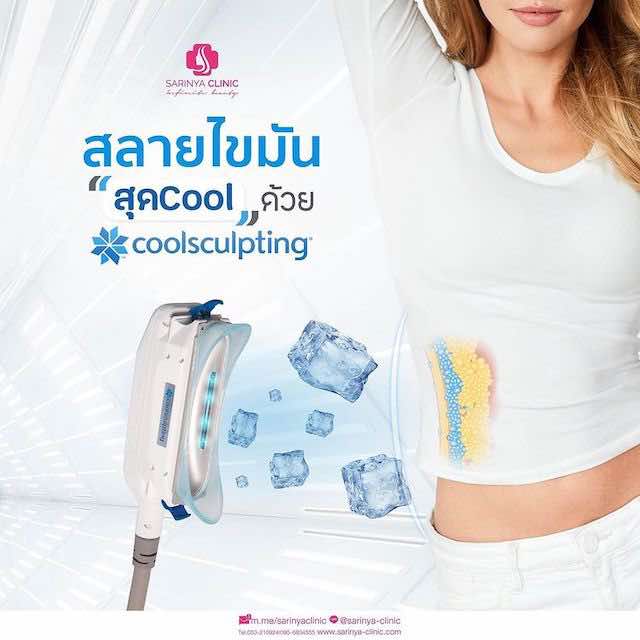 SARINYA CLINIC
Infinite beauty
สลายไขมัน
"สุดCool" ด้วย
coolsculpting®
coolsculpting
m.me/sarinyaclinic @sarinya-clinic
www.sarinya-clinic.com